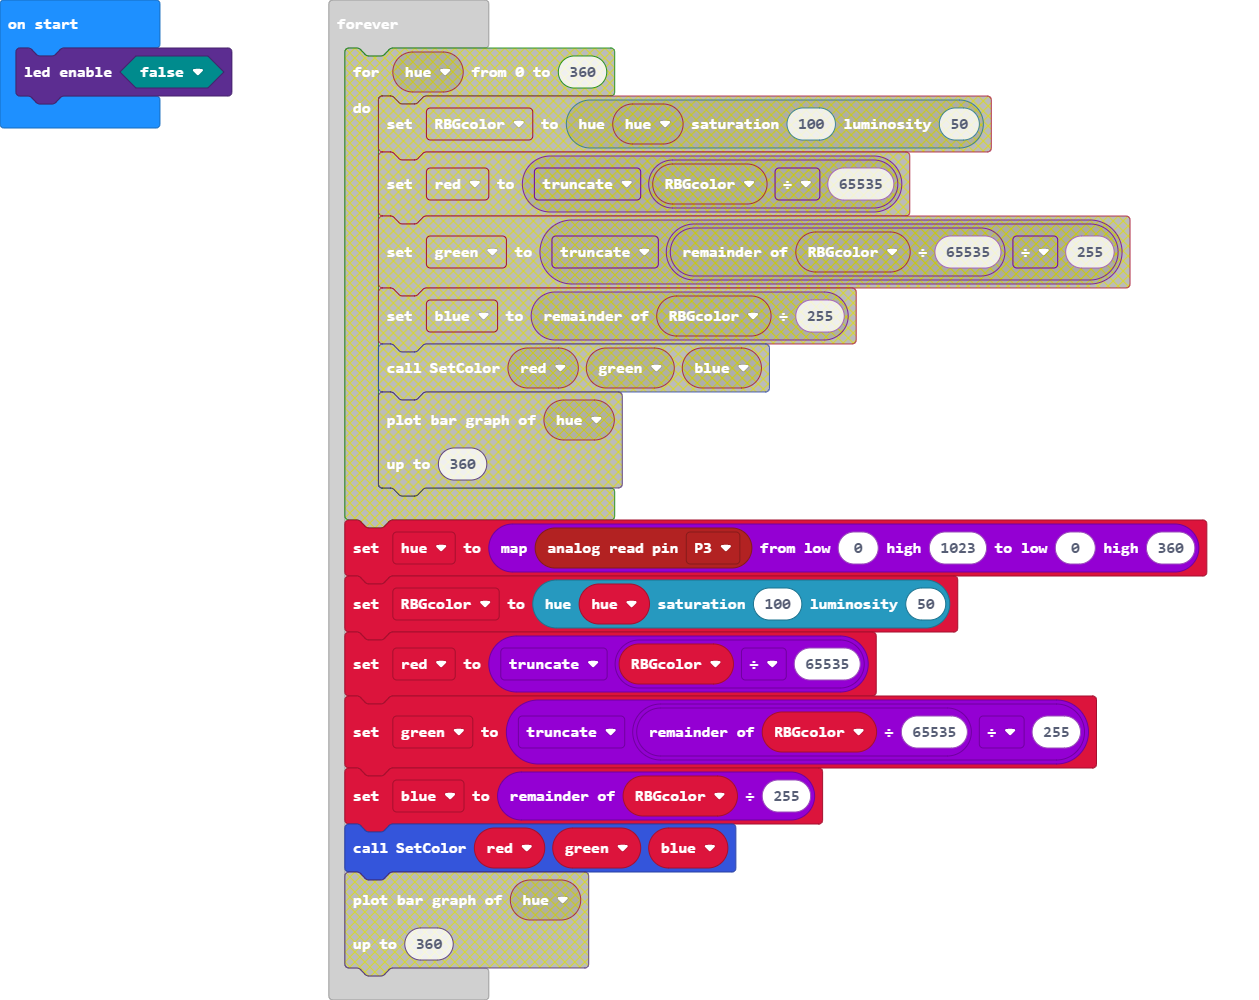 on start
led enable false
forever
for hue from 0 to 360
do
set RBGcolor to hue hue saturation 100 luminosity 50
set red to truncate RBGcolor ÷ 65535
set green to truncate remainder of RBGcolor ÷ 65535 ÷ 255
set blue to remainder of RBGcolor ÷ 255
call SetColor red green blue
plot bar graph of hue
up to 360
set hue to map analog read pin P3 from low 0 high 1023 to low 0 high 360
set RBGcolor to hue hue saturation 100 luminosity 50
set red to truncate RBGcolor ÷ 65535
set green to truncate remainder of RBGcolor ÷ 65535 ÷ 255
set blue to remainder of RBGcolor ÷ 255
call SetColor red green blue
plot bar graph of hue
up to 360